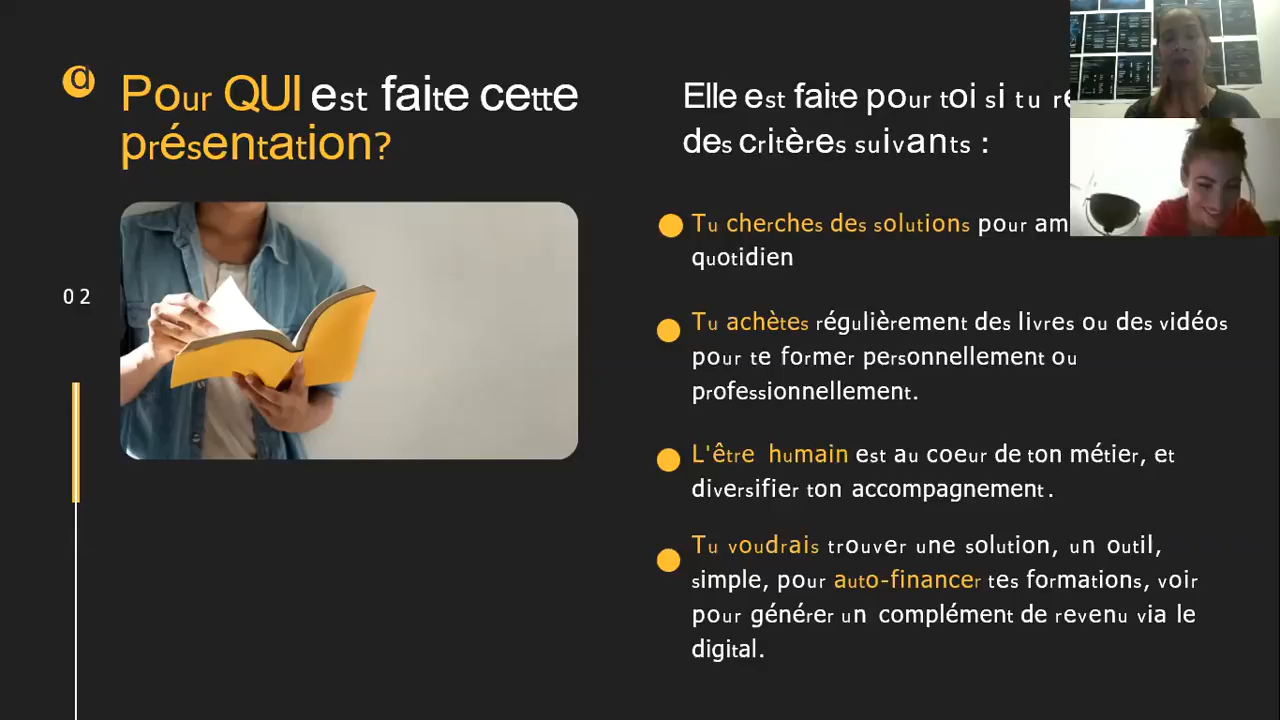 a
Pour QUI est faite cette
présentation?
02
Elle est faite pour toi si tu
des critères suivants :
Tu cherches des solutions pour
quotidien
Tu achètes régulièrement des livres ou des vidéos
pour te former personnellement ou
professionnellement.
L'être humain est au coeur de ton métier, et
diversifier ton accompagnement.
Tu voudrais trouver une solution, un outil,
simple, pour auto-financer tes formations, voir
pour générer un complément de revenu via le
digital.